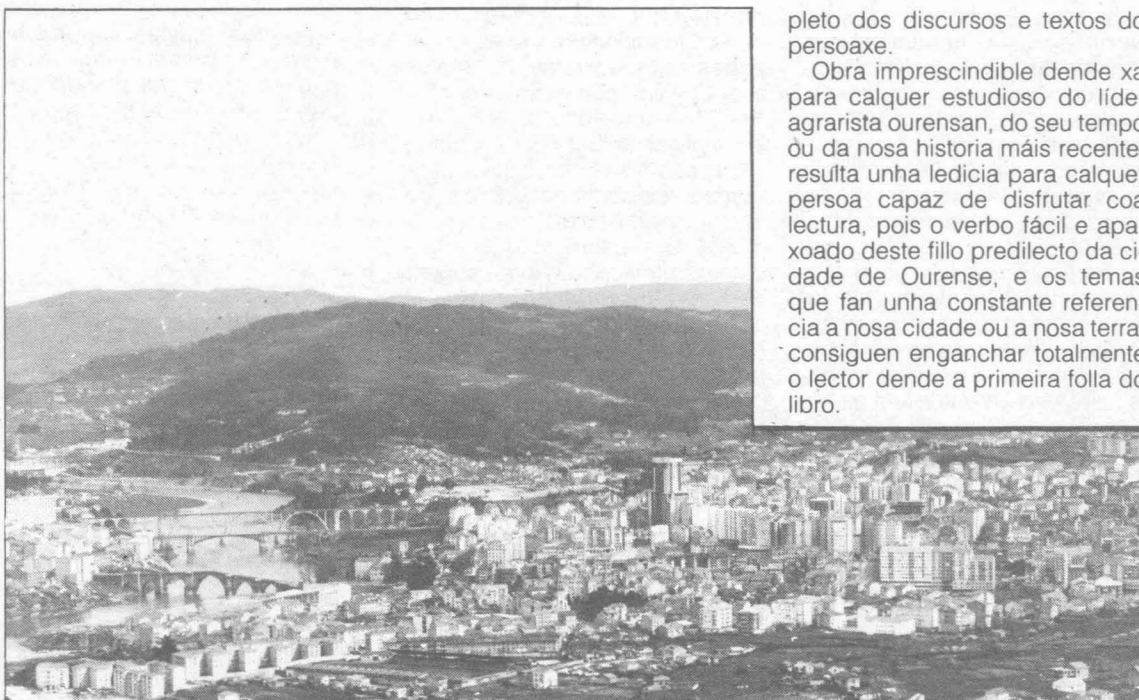 pleto dos discursos e textos do
persoaxe.
Obra imprescindible dende xa
para calquer estudioso do líder
agrarista ourensan, do seu tempo
ou da nosa historia máis recente,
resulta unha ledicia para calquer
persoa capaz de disfrutar coa
lectura, pois o verbo fácil e apa-
xoado deste fillo predilecto da ci-
dade de Ourense, e os temas
que fan unha constante referen-
cia a nosa cidade ou a nosa terra,
consiguen enganchar totalmente
o lector dende a primeira folla do
libro.